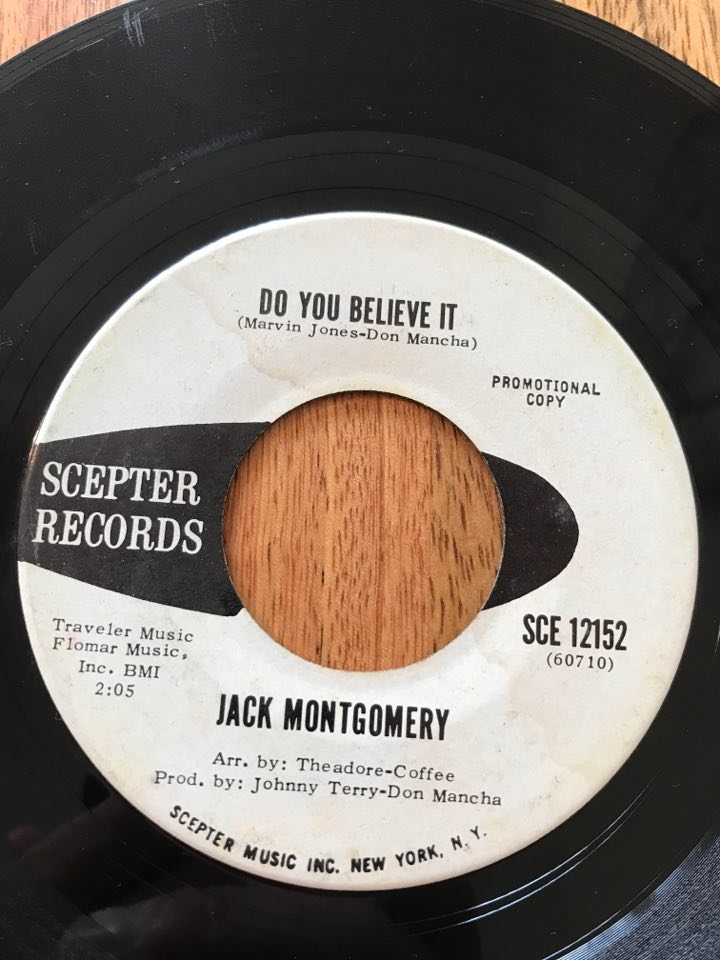 DO YOU BELIEVE IT
(Marvin Jones-Don Mancha)
PROMOTIONAL
COPY
SCEPTER
RECORDS
Traveler Music
Flomar Music,
Inc. BMI
2:05
SCE 12152
(60710)
JACK MONTGOMERY
Arr. by: Theadore-Coffee
Prod. by: Johnny Terry-Don Mancha
SCEPTER MUSIC INC. NEW YORK, N.Y.